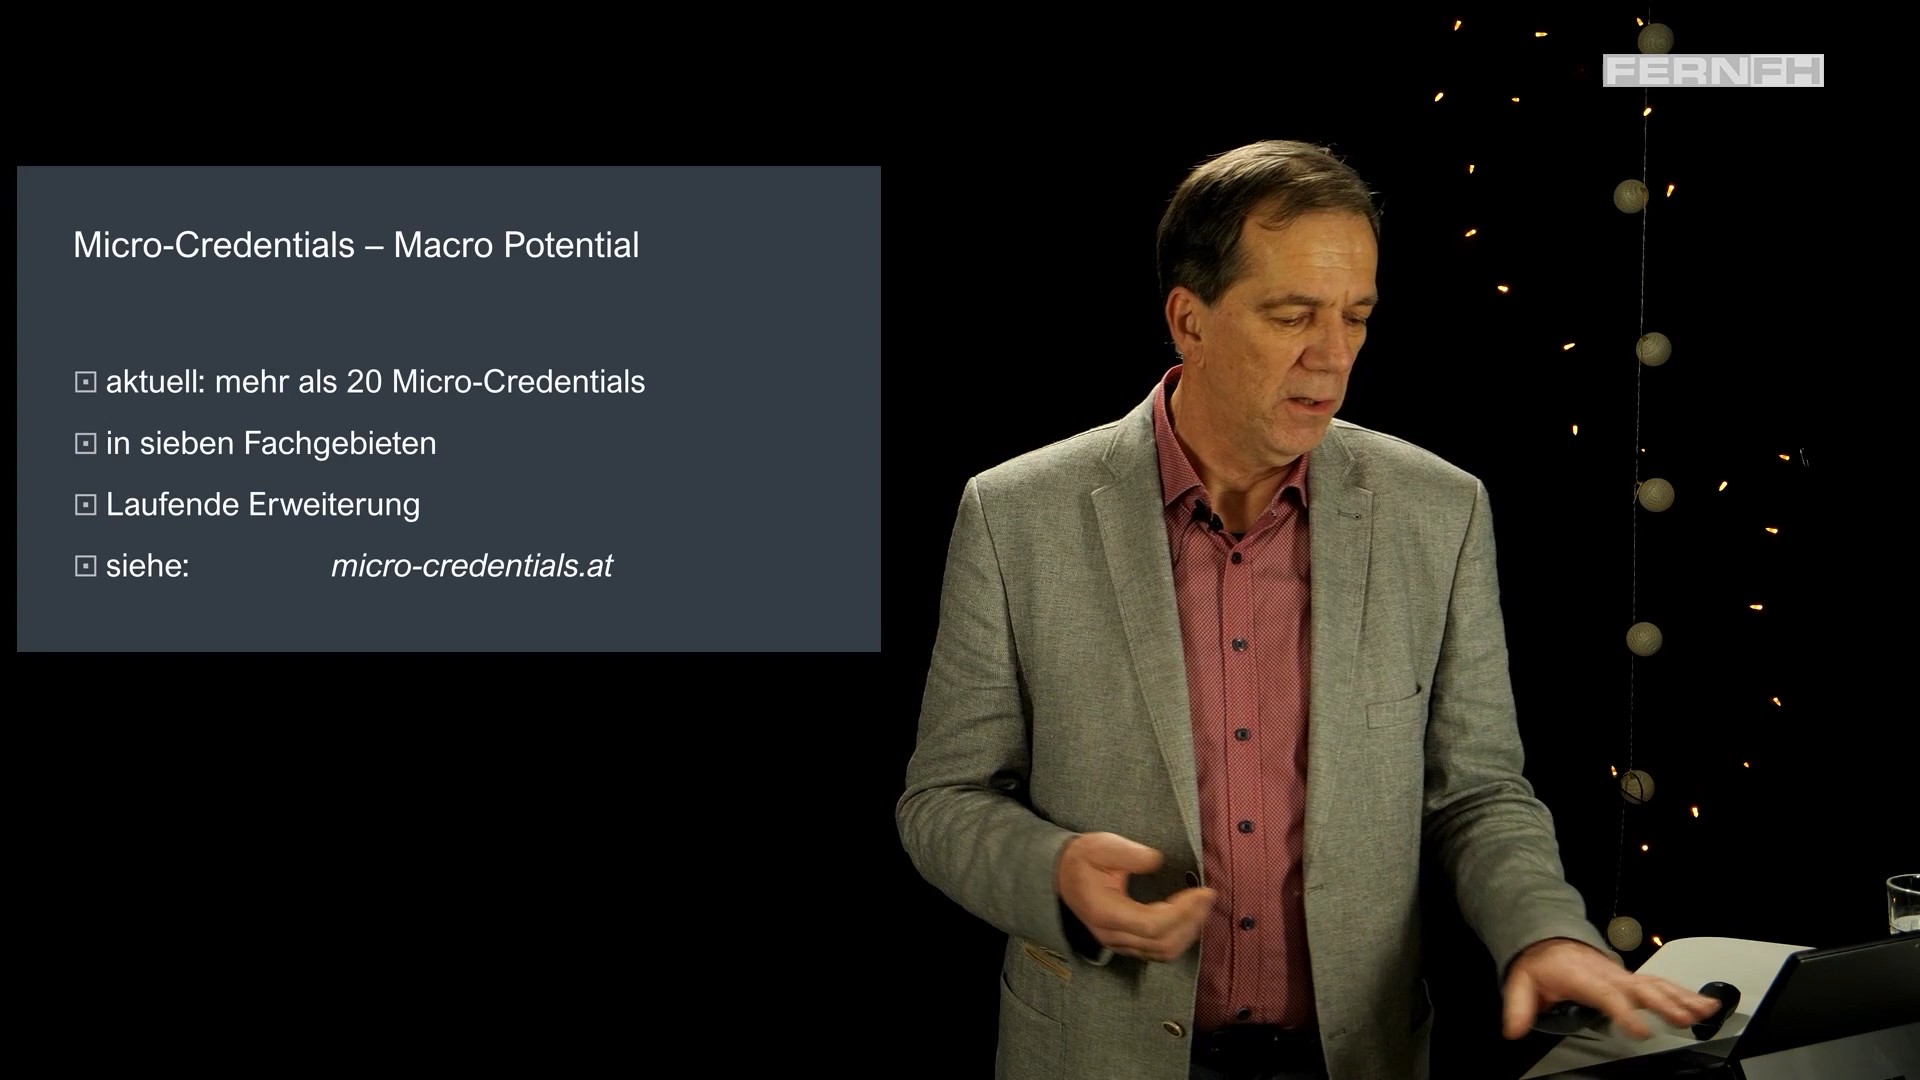 FERNFH
Micro-Credentials – Macro Potential
aktuell: mehr als 20 Micro-Credentials
in sieben Fachgebieten
Laufende Erweiterung
siehe: micro-credentials.at